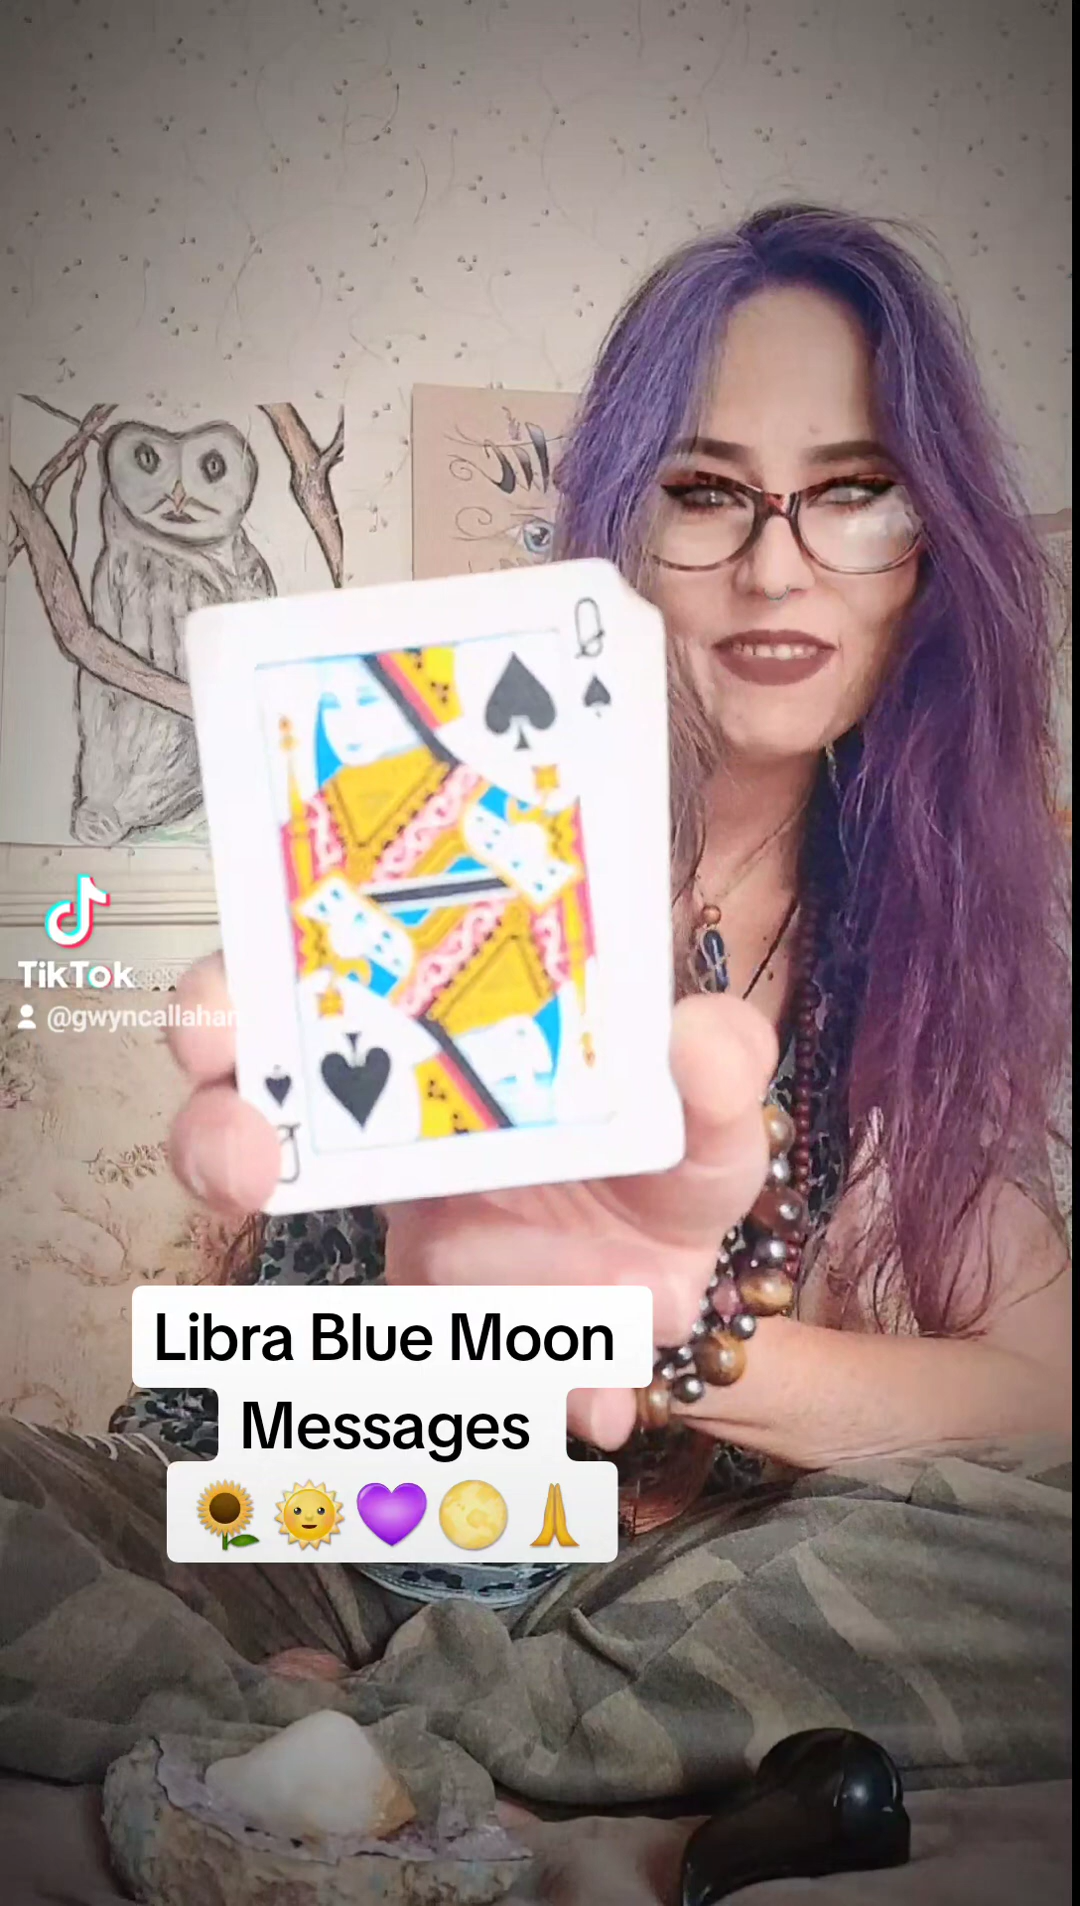 Q
TikTok
@gwyncallahan
Q
Libra Blue Moon
Messages
🌻🌞💜🌕🙏